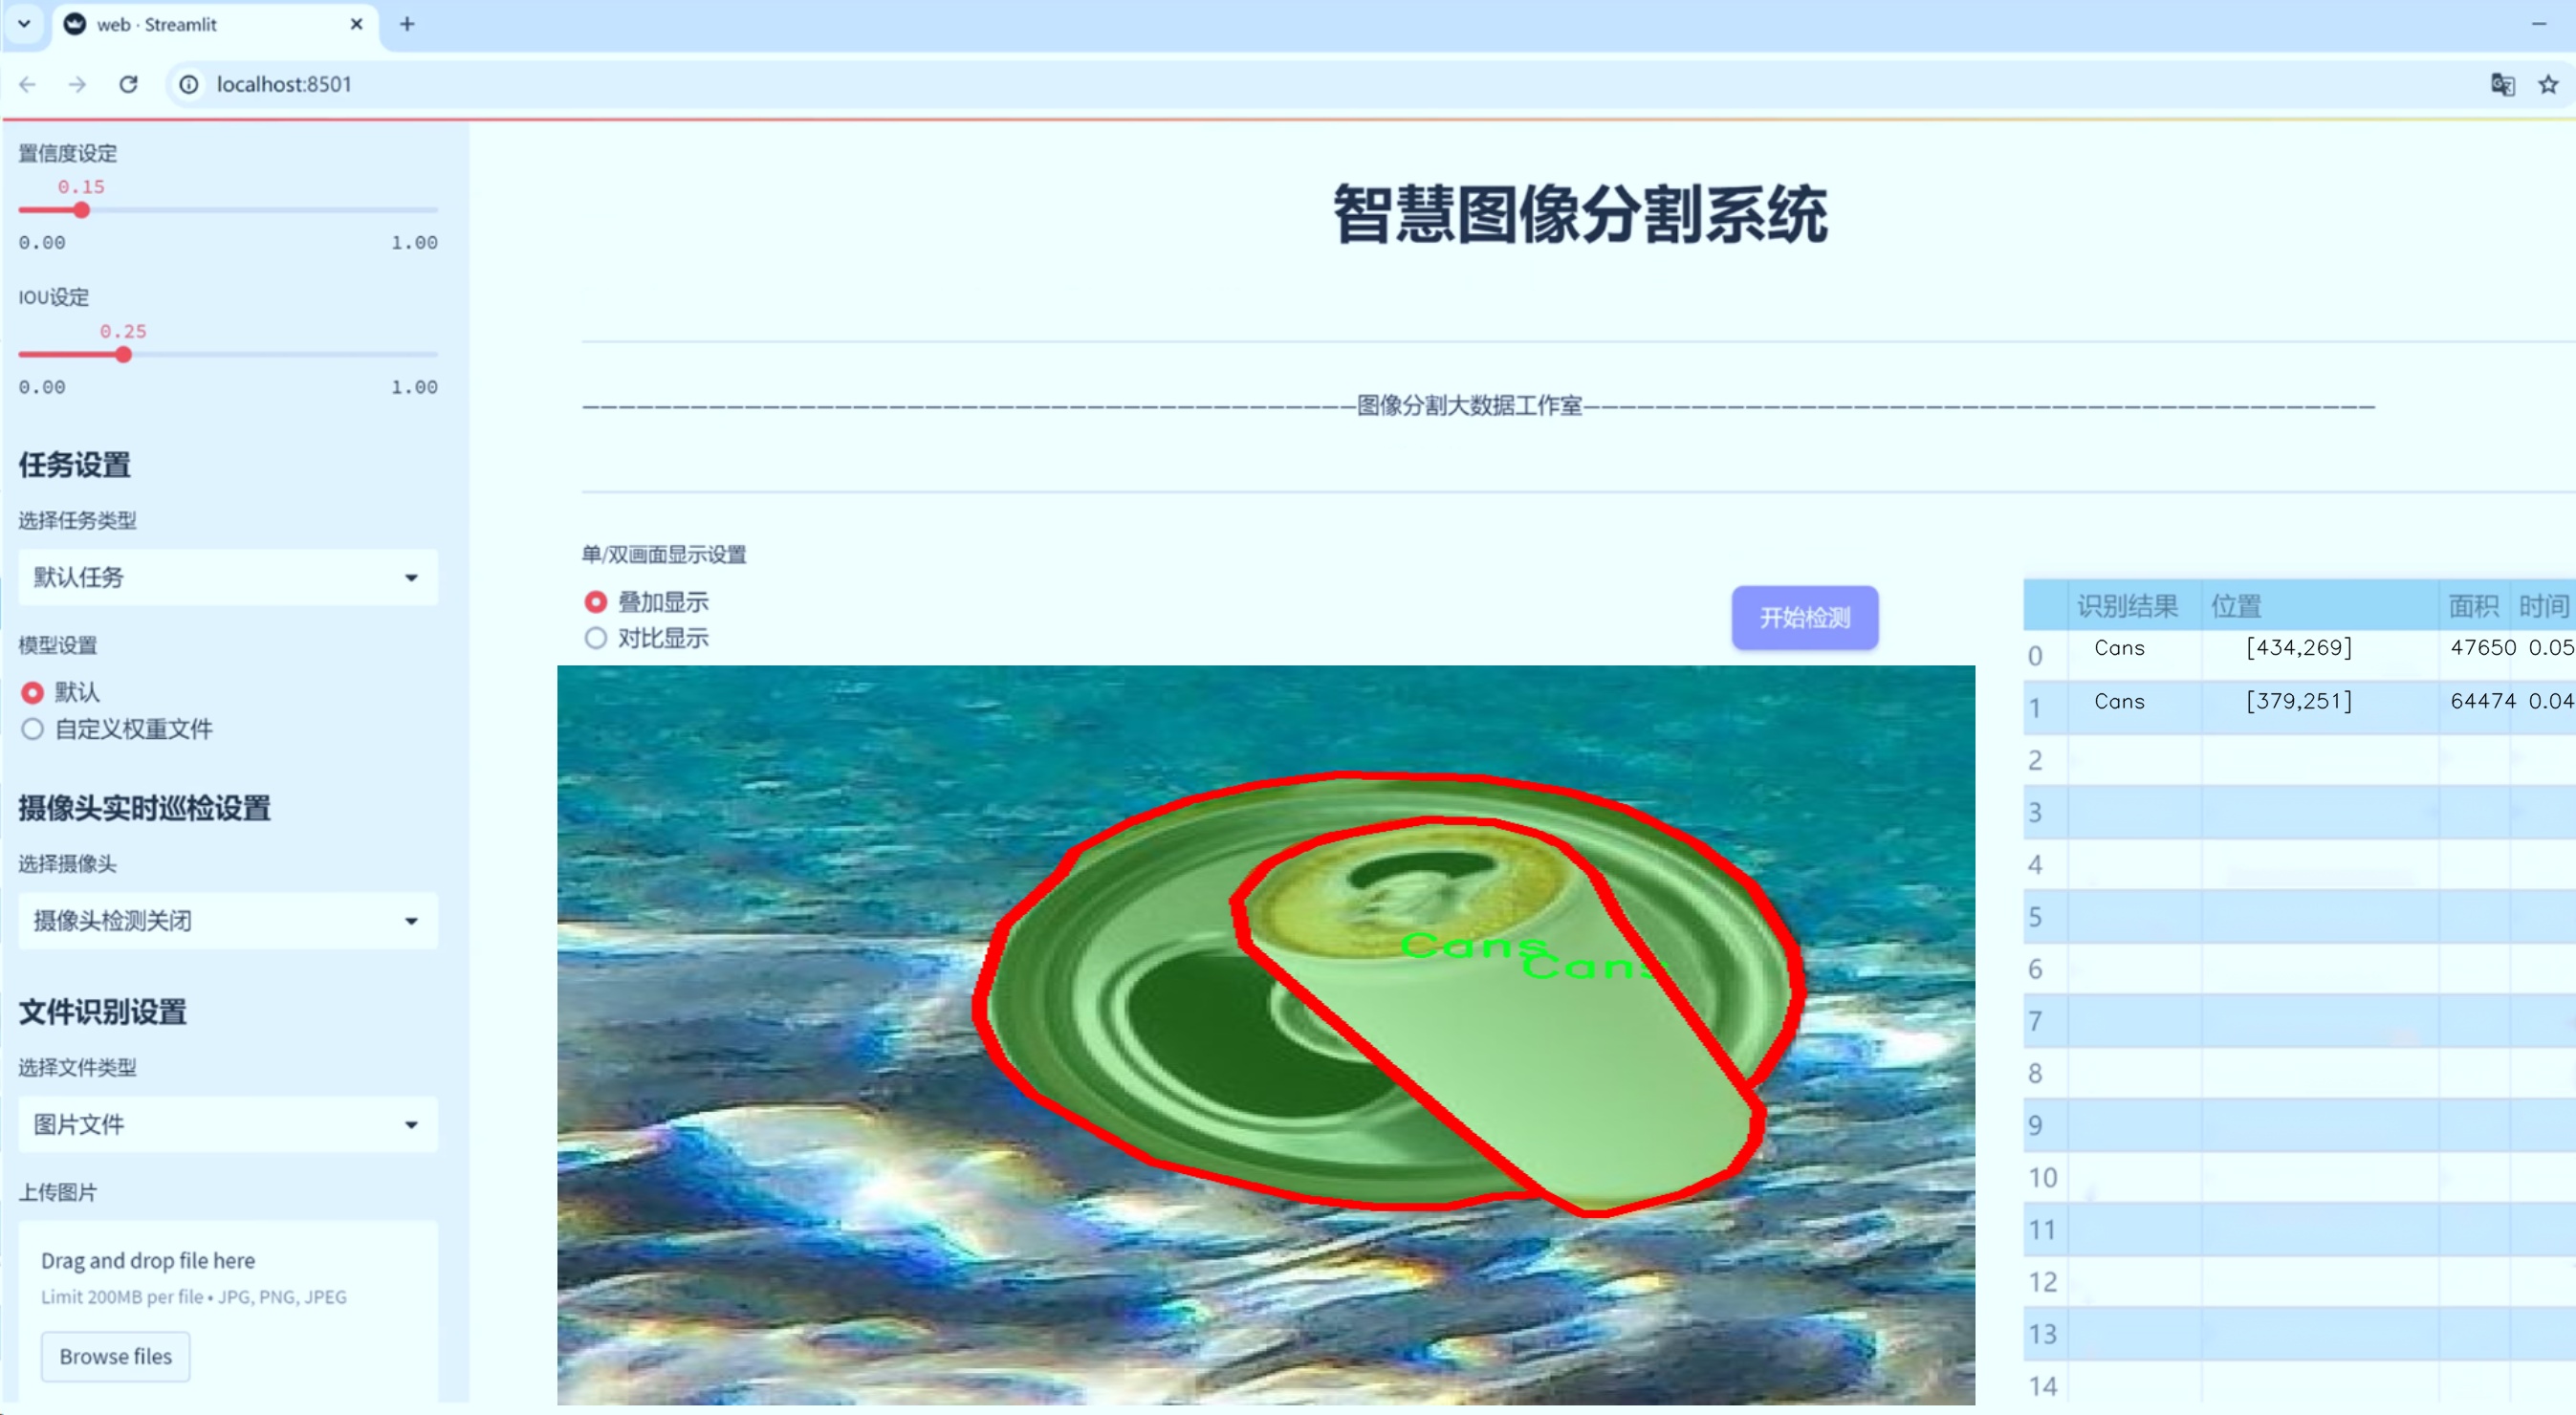 web · Streamlit
localhost:8501
置信度设定
0.15
0.00 1.00
IOU设定
0.25
0.00 1.00
任务设置
选择任务类型
默认任务
模型设置
默认
自定义权重文件
摄像头实时巡检设置
选择摄像头
摄像头检测关闭
文件识别设置
选择文件类型
图片文件
上传图片
Drag and drop file here
Limit 200MB per file • JPG, PNG, JPEG
Browse files
智慧图像分割系统
图像分割大数据工作室
单/双画面显示设置
叠加显示
对比显示
开始检测
Cans
Cans
识别结果 位置 面积 时间
0 Cans [434,269] 47650 0.05
1 Cans [379,251] 64474 0.04
2
3
4
5
6
7
8
9
10
11
12
13
14